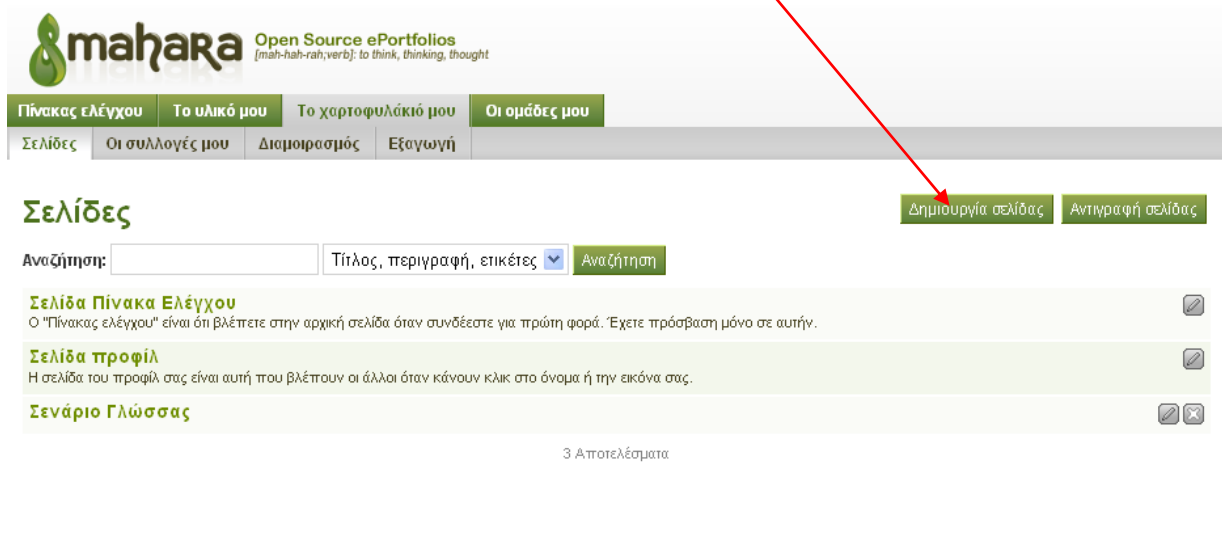 mahara Open Source ePortfolios
[mah-hah-rah;verb]: to think, thinking, thought
Πίνακας ελέγχου Το υλικό μου Το χαρτοφυλάκιό μου Οι ομάδες μου
Σελίδες Οι συλλογές μου Διαμοιρασμός Εξαγωγή
Σελίδες Δημιουργία σελίδας Αντιγραφή σελίδας
Αναζήτηση: Τίτλος, περιγραφή, ετικέτες Αναζήτηση
Σελίδα Πίνακα Ελέγχου
Ο "Πίνακας ελέγχου" είναι ότι βλέπετε στην αρχική σελίδα όταν συνδέεστε για πρώτη φορά. Έχετε πρόσβαση μόνο σε αυτήν.
Σελίδα προφίλ
Η σελίδα του προφίλ σας είναι αυτή που βλέπουν οι άλλοι όταν κάνουν κλικ στο όνομα ή την εικόνα σας.
Σενάριο Γλώσσας
3 Αποτελέσματα